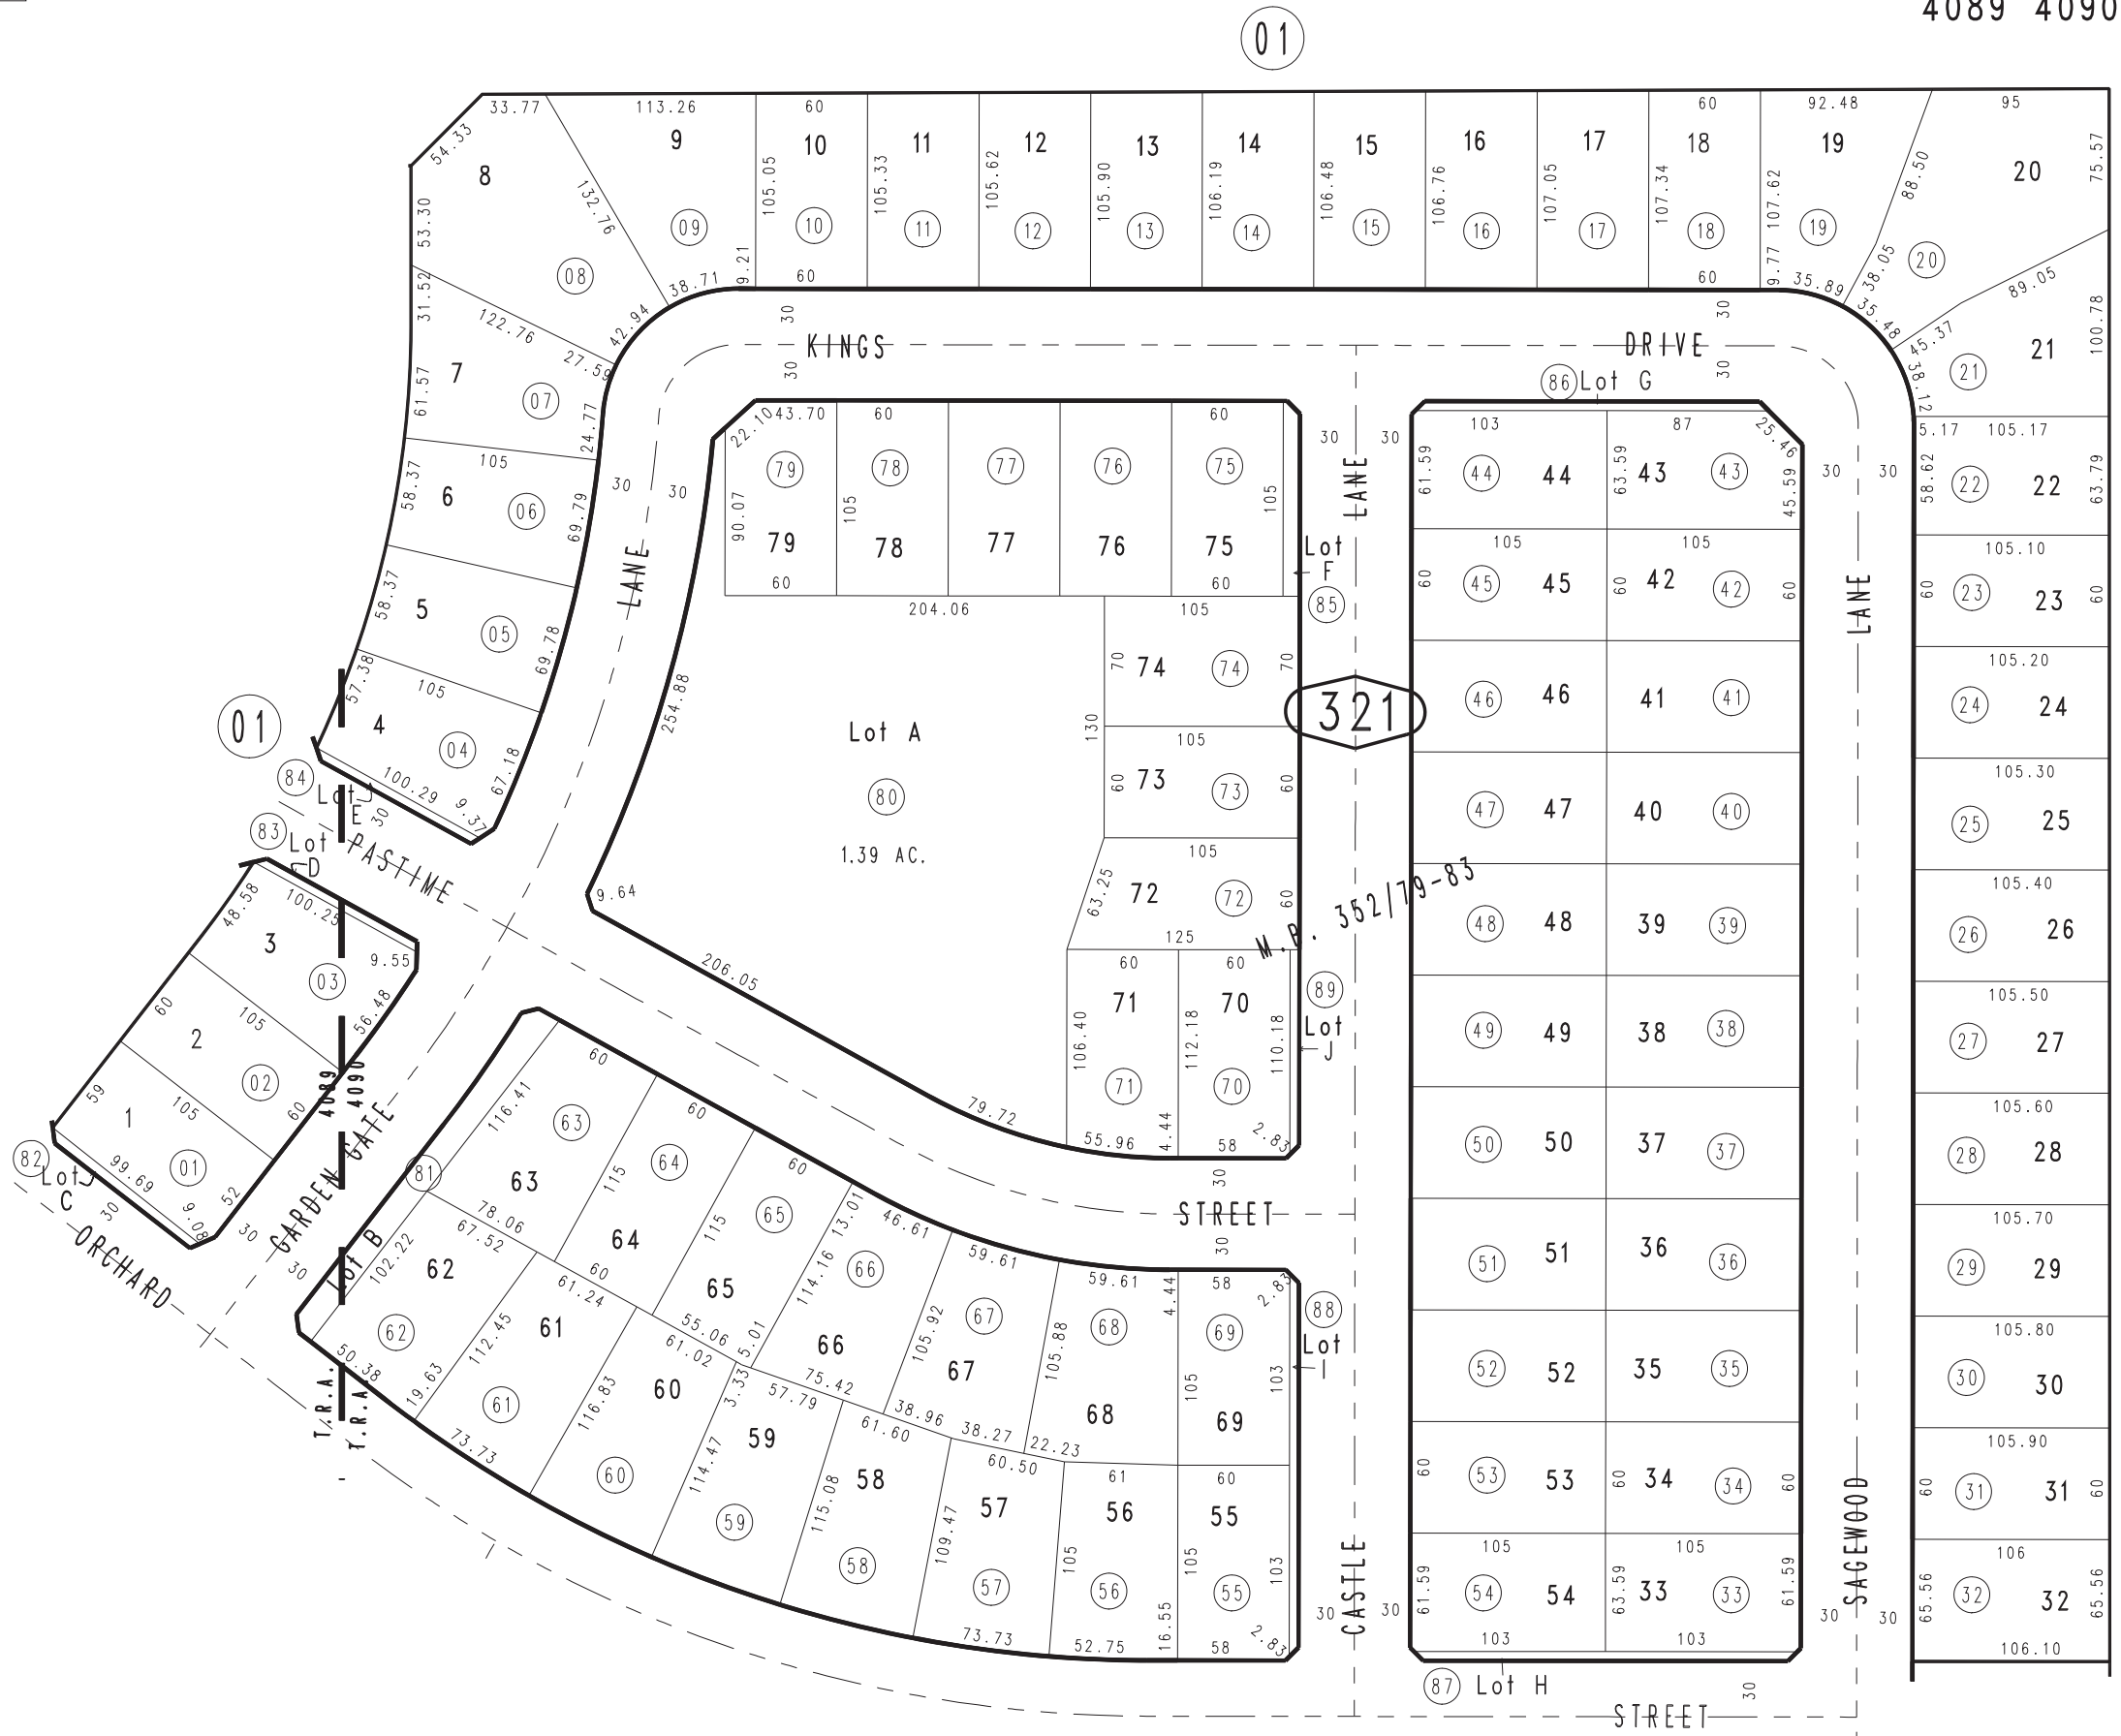 4089 4090
01
33.77 113.26 60 60 92.48 95
54.33 8 9 10 11 12 13 14 15 16 17 18 19 20
53.30 132.76 105.05 105.33 105.62 105.90 106.19 106.48 106.76 107.05 107.34 107.62 88.50 75.57
08 09 10 11 12 13 14 15 16 17 18 19 20
38.71 9.21 60 60 9.77 35.89 38.05
31.52 122.76 27.59 42.94 35.48 45.37 89.05 100.78
30 30
KINGS DRIVE
30 30
7 07 61.57 24.77
86 Lot G
38.12 21 21
22.10 43.70 60 60
30 30
103 87 25.46
5.17 105.17
105 58.37 6 06 69.79
30 30
79 78 77 76 75
90.07 105 105
79 78 77 76 75
60 60
LANE
61.59 44 44 63.59 43 43 45.59
30 30
58.62 22 22 63.79
58.37 5 05 69.78
LANE
Lot
F
85
204.06 105
105 105
60 45 45 60 42 42 60
LANE
105.10
60 23 23 60
57.38 105 4 04 67.18
01
254.88
Lot A
80
1.39 AC.
70 74 74 70
130 105
60 73 73 60
105
63.25 72 72 60
125
321
46 46 41 41
105.20
24 24
84 100.29 9.37
Lot
E 30
83
Lot
D
PASTIME
9.64
206.05
47 47 40 40
105.30
25 25
M.B. 352/79-83
48 48 39 39
105.40
26 26
48.58 100.25 3 9.55
03 56.48
60 2 105 02 60
59 1 105 01 52
82
Lot
C
99.69 9.08
30 30
4089
4090
GARDEN GATE
30
ORCHARD
60 60
71 70
106.40 112.18 110.18
71 70
89
Lot
J
79.72 55.96 4.44 58 2.83
49 49 38 38
105.50
27 27
50 50 37 37
105.60
28 28
30
STREET
30
60 60 60
116.41 63 64 65
115 115
63 64 65
81
Lot B
78.06 67.52
102.22 62 62
60 61.24 55.06 61.02
114.16 13.01 46.61 66 66
5.01 3.33 75.42 57.79
59.61 59.61 4.44 58 2.83
105.92 67 67 105.88 68 68
38.96 38.27 22.23
61.60 60.50 61 60
69 69 105 103
88
Lot
I
51 51 36 36
105.70
29 29
52 52 35 35
105.80
30 30
50.38 19.63 112.45 61 61
73.73 116.83 60 60
114.47 59 59
115.08 58 58
109.47 57 57
73.73 105 56 56
52.75 16.55
105 55 55 103
58 2.83
T.R.A.
T.R.A.
60 53 53 60 34 34 60
105.90
60 31 31 60
105 105
61.59 54 54 63.59 33 33 61.59
106
65.56 32 32 65.56
103 103
106.10
30 CASTLE 30
30 SAGEWOOD 30
87 Lot H
30
STREET